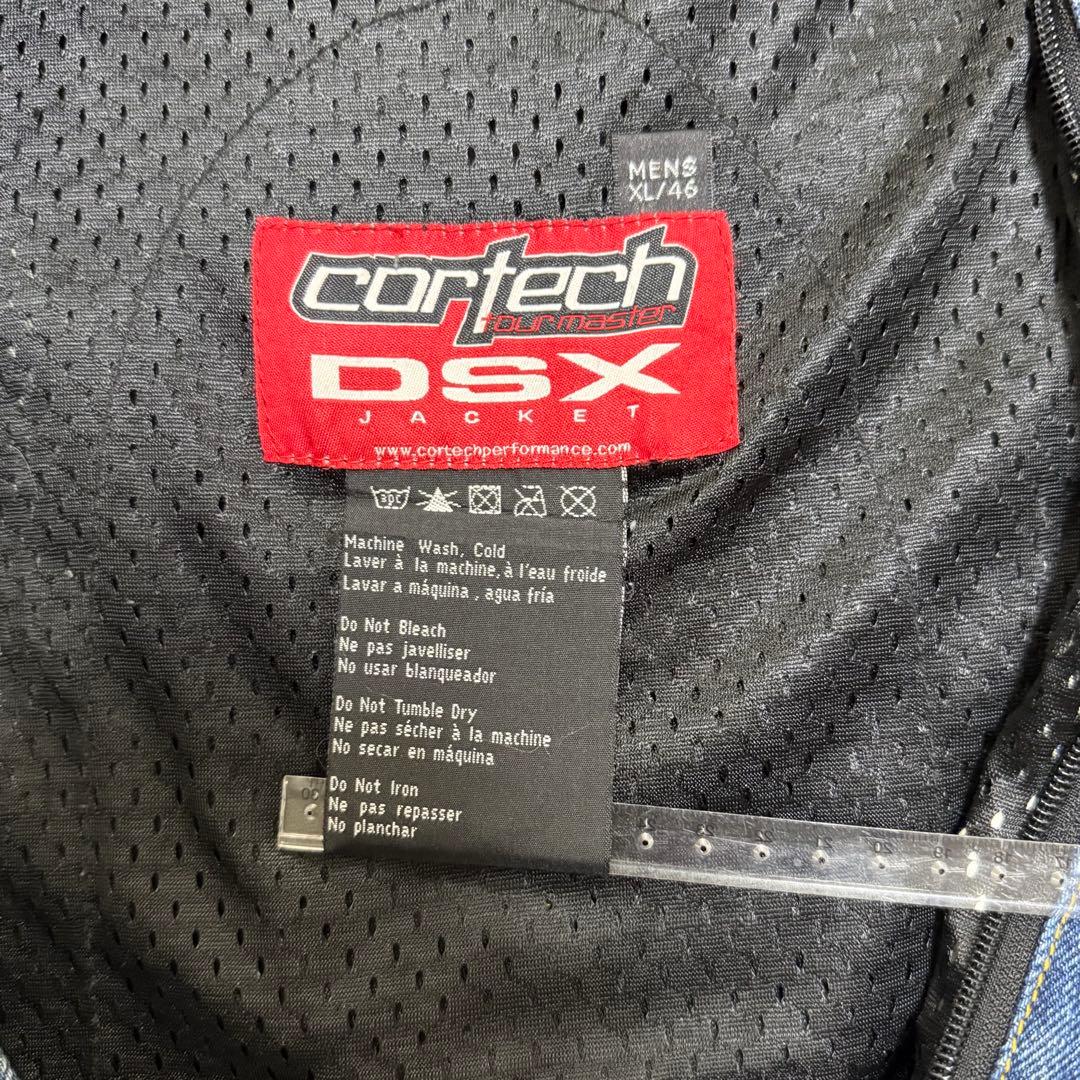 MENS
XL/46
cortech
tourmaster
DSX
JACKET
www.cortechperformance.com
30C
Machine Wash, Cold
Laver à la machine, à l'eau froide
Lavar a máquina , agua fría
Do Not Bleach
Ne pas javelliser
No usar blanqueador
Do Not Tumble Dry
Ne pas sécher à la machine
No secar en máquina
Do Not Iron
Ne pas repasser
No planchar